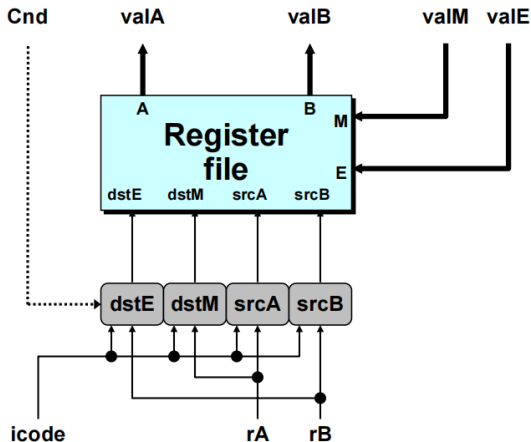 Cnd valA valB valM valE
A B
M
Register
file
E
dstE dstM srcA srcB
dstE dstM srcA srcB
icode rA rB